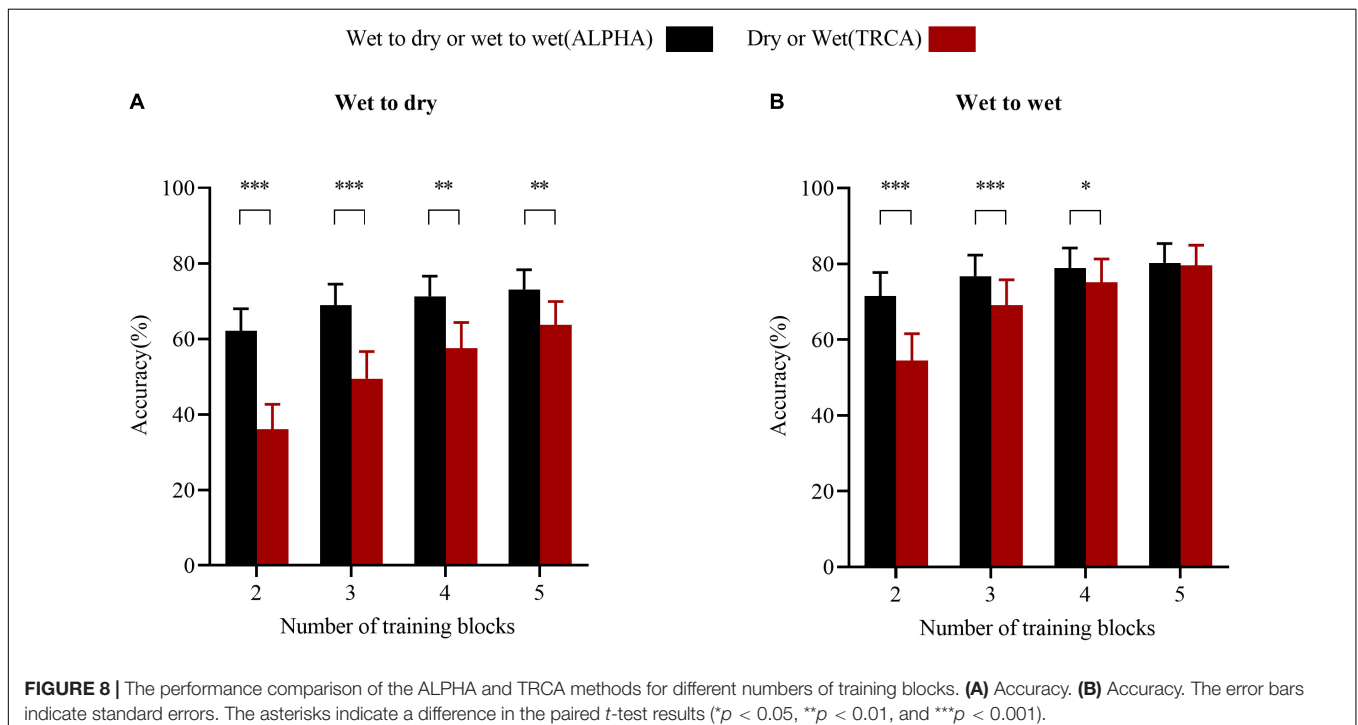 Wet to dry or wet to wet(ALPHA) Dry or Wet(TRCA)
A Wet to dry
*** *** ** **
100
80
60
40
20
0
Accuracy(%)
2 3 4 5
Number of training blocks
B Wet to wet
*** *** *
100
80
60
40
20
0
Accuracy(%)
2 3 4 5
Number of training blocks
FIGURE 8 | The performance comparison of the ALPHA and TRCA methods for different numbers of training blocks. (A) Accuracy. (B) Accuracy. The error bars
indicate standard errors. The asterisks indicate a difference in the paired t-test results (*p < 0.05, **p < 0.01, and ***p < 0.001).